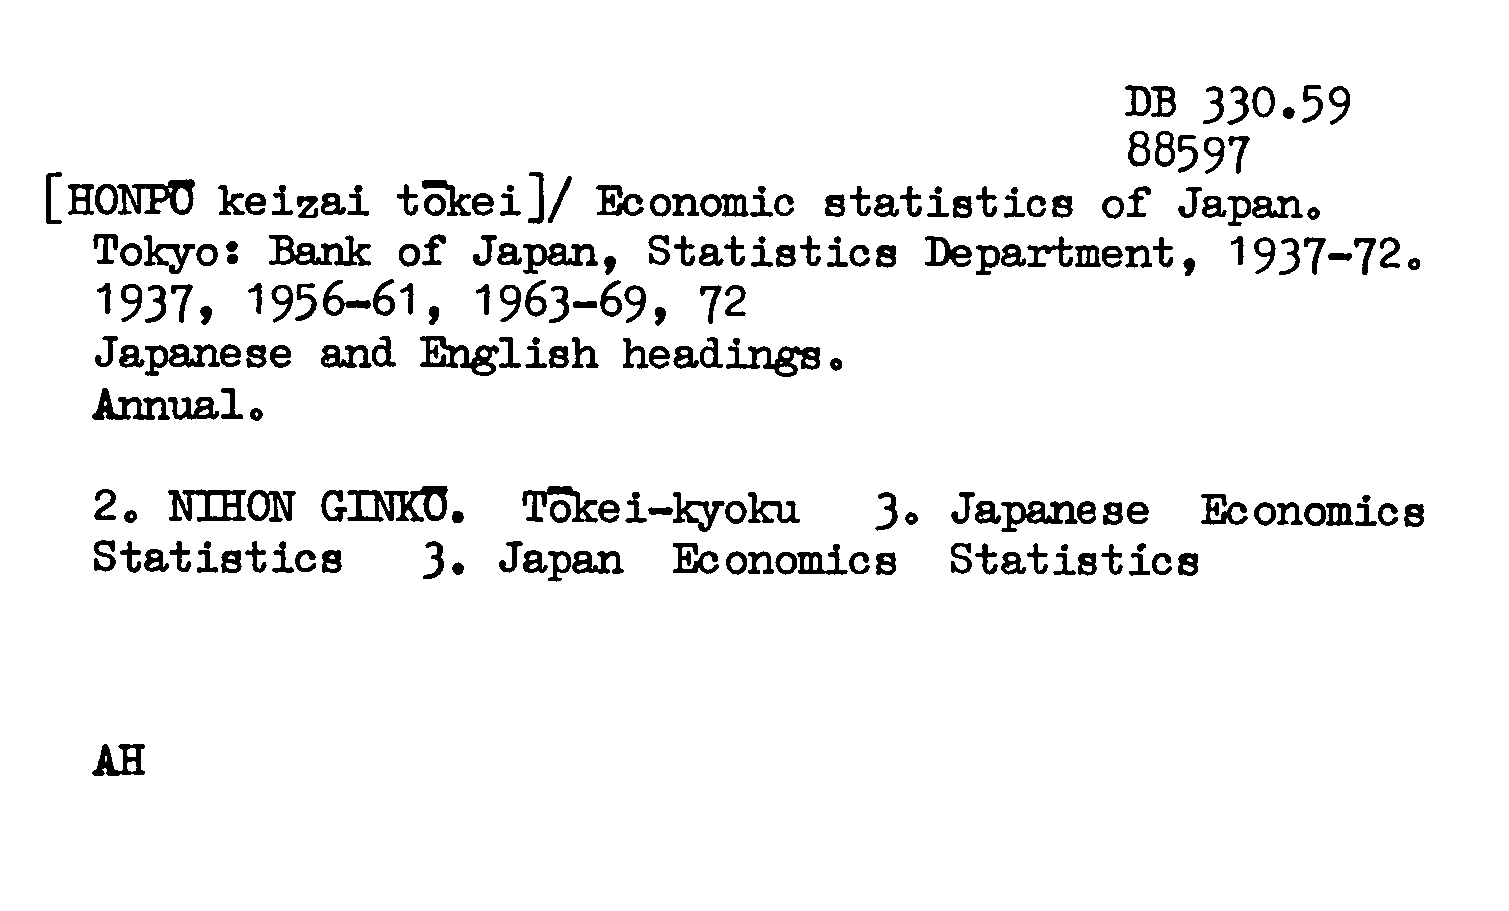 DB 330.59
88597
[HONPŌ keizai tōkei]/ Economic statistics of Japan.
Tokyo: Bank of Japan, Statistics Department, 1937-72.
1937, 1956-61, 1963-69, 72
Japanese and English headings.
Annual.
2. NIHON GINKŌ. Tōkei-kyoku 3. Japanese Economics
Statistics 3. Japan Economics Statistics
AH